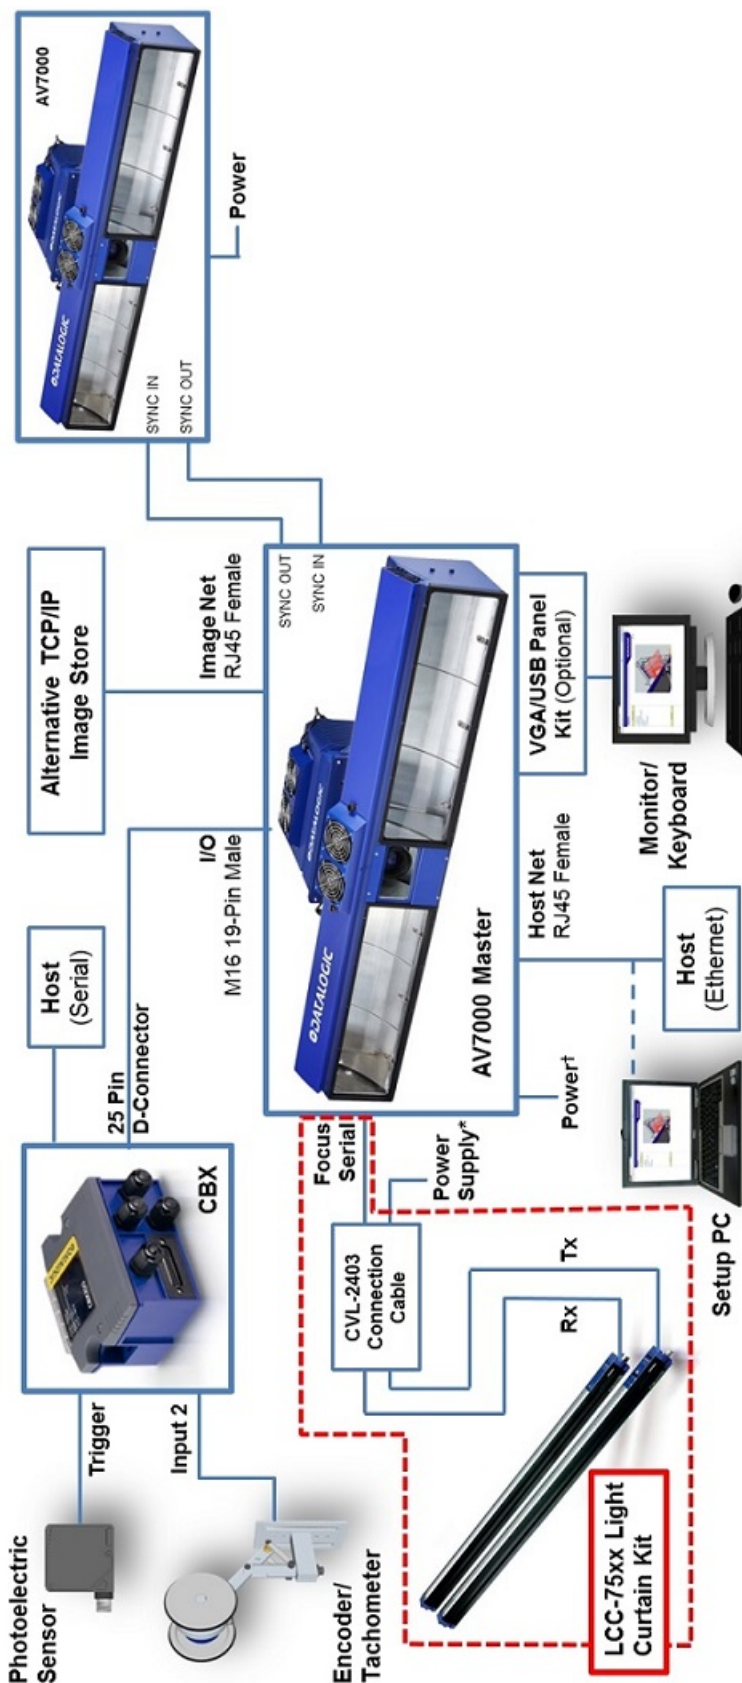 Photoelectric
Sensor
Trigger
Input 2
Encoder/
Tachometer
CBX
25 Pin
D-Connector
Host
(Serial)
I/O
M16 19-Pin Male
Alternative TCP/IP
Image Store
Image Net
RJ45 Female
SYNC OUT
SYNC IN
AV7000
DATALOGIC
DATALOGIC
SYNC IN
SYNC OUT
Power
DATALOGIC
DATALOGIC
AV7000 Master
Focus
Serial
Power
Supply*
CVL-2403
Connection
Cable
Rx
Tx
LCC-75xx Light
Curtain Kit
Power†
Setup PC
Host Net
RJ45 Female
Host
(Ethernet)
VGA/USB Panel
Kit (Optional)
Monitor/
Keyboard